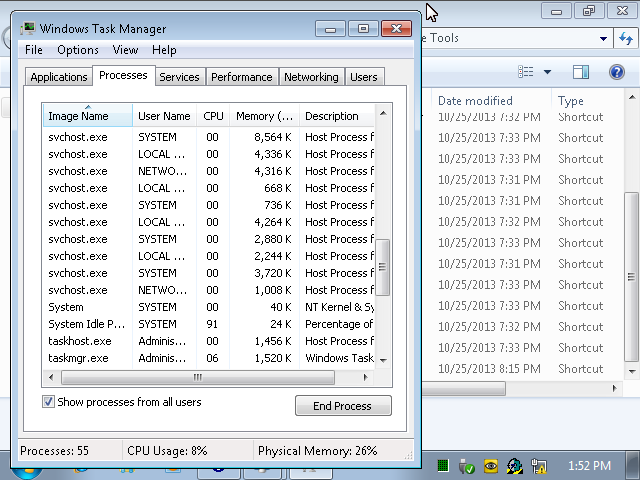 Windows Task Manager
File Options View Help
Applications Processes Services Performance Networking Users
Image Name User Name CPU Memory (... Description
svchost.exe SYSTEM 00 8,564 K Host Process f
svchost.exe LOCAL ... 00 4,336 K Host Process f
svchost.exe NETWO... 00 4,316 K Host Process f
svchost.exe LOCAL ... 00 668 K Host Process f
svchost.exe SYSTEM 00 736 K Host Process f
svchost.exe LOCAL ... 00 4,264 K Host Process f
svchost.exe SYSTEM 00 2,880 K Host Process f
svchost.exe LOCAL ... 00 2,244 K Host Process f
svchost.exe SYSTEM 00 3,720 K Host Process f
svchost.exe NETWO... 00 1,008 K Host Process f
System SYSTEM 00 40 K NT Kernel & Sy
System Idle P... SYSTEM 91 24 K Percentage of
taskhost.exe Adminis... 00 1,456 K Host Process f
taskmgr.exe Adminis... 06 1,520 K Windows Task
Show processes from all users
End Process
Processes: 55 CPU Usage: 8% Physical Memory: 26%
e Tools
Date modified Type
10/25/2013 7:32 PM Shortcut
10/25/2013 7:33 PM Shortcut
10/25/2013 7:33 PM Shortcut
10/25/2013 7:31 PM Shortcut
10/25/2013 7:31 PM Shortcut
10/25/2013 7:32 PM Shortcut
10/25/2013 7:33 PM Shortcut
10/25/2013 7:31 PM Shortcut
10/25/2013 7:33 PM Shortcut
10/25/2013 7:33 PM Shortcut
10/25/2013 7:32 PM Shortcut
10/25/2013 7:33 PM Shortcut
10/25/2013 8:15 PM Shortcut
1:52 PM